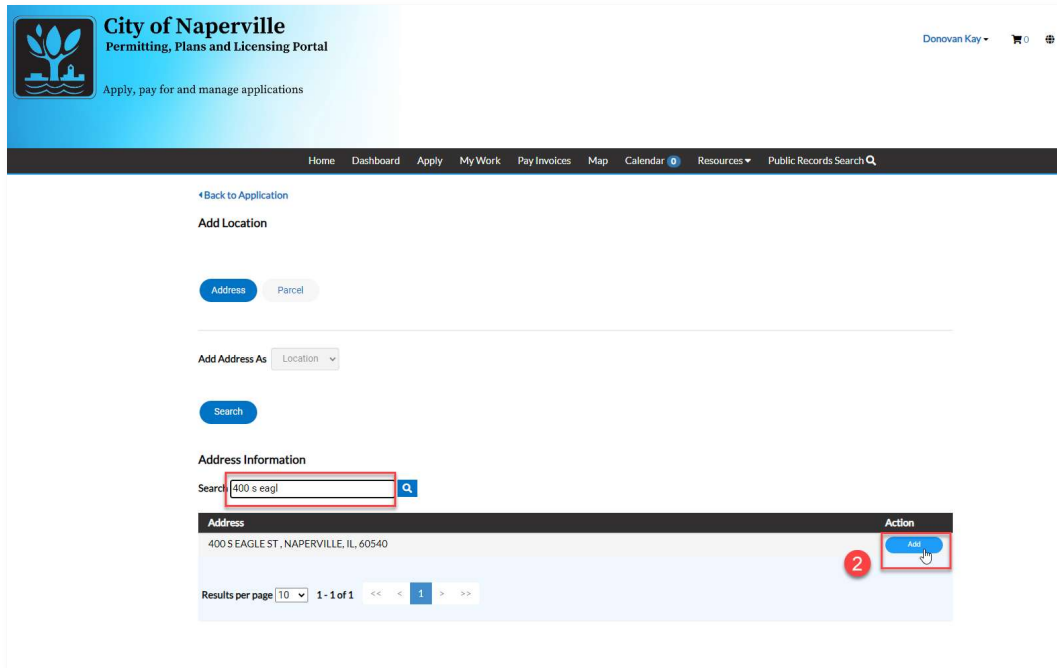 City of Naperville
Permitting, Plans and Licensing Portal
Donovan Kay
0
Apply, pay for and manage applications
Home Dashboard Apply My Work Pay Invoices Map Calendar 0 Resources Public Records Search
Back to Application
Add Location
Address Parcel
Add Address As Location
Search
Address Information
Search 400 s eagl
Address Action
400 S EAGLE ST , NAPERVILLE, IL, 60540 Add
2
Results per page 10 1 - 1 of 1 << < 1 > >>